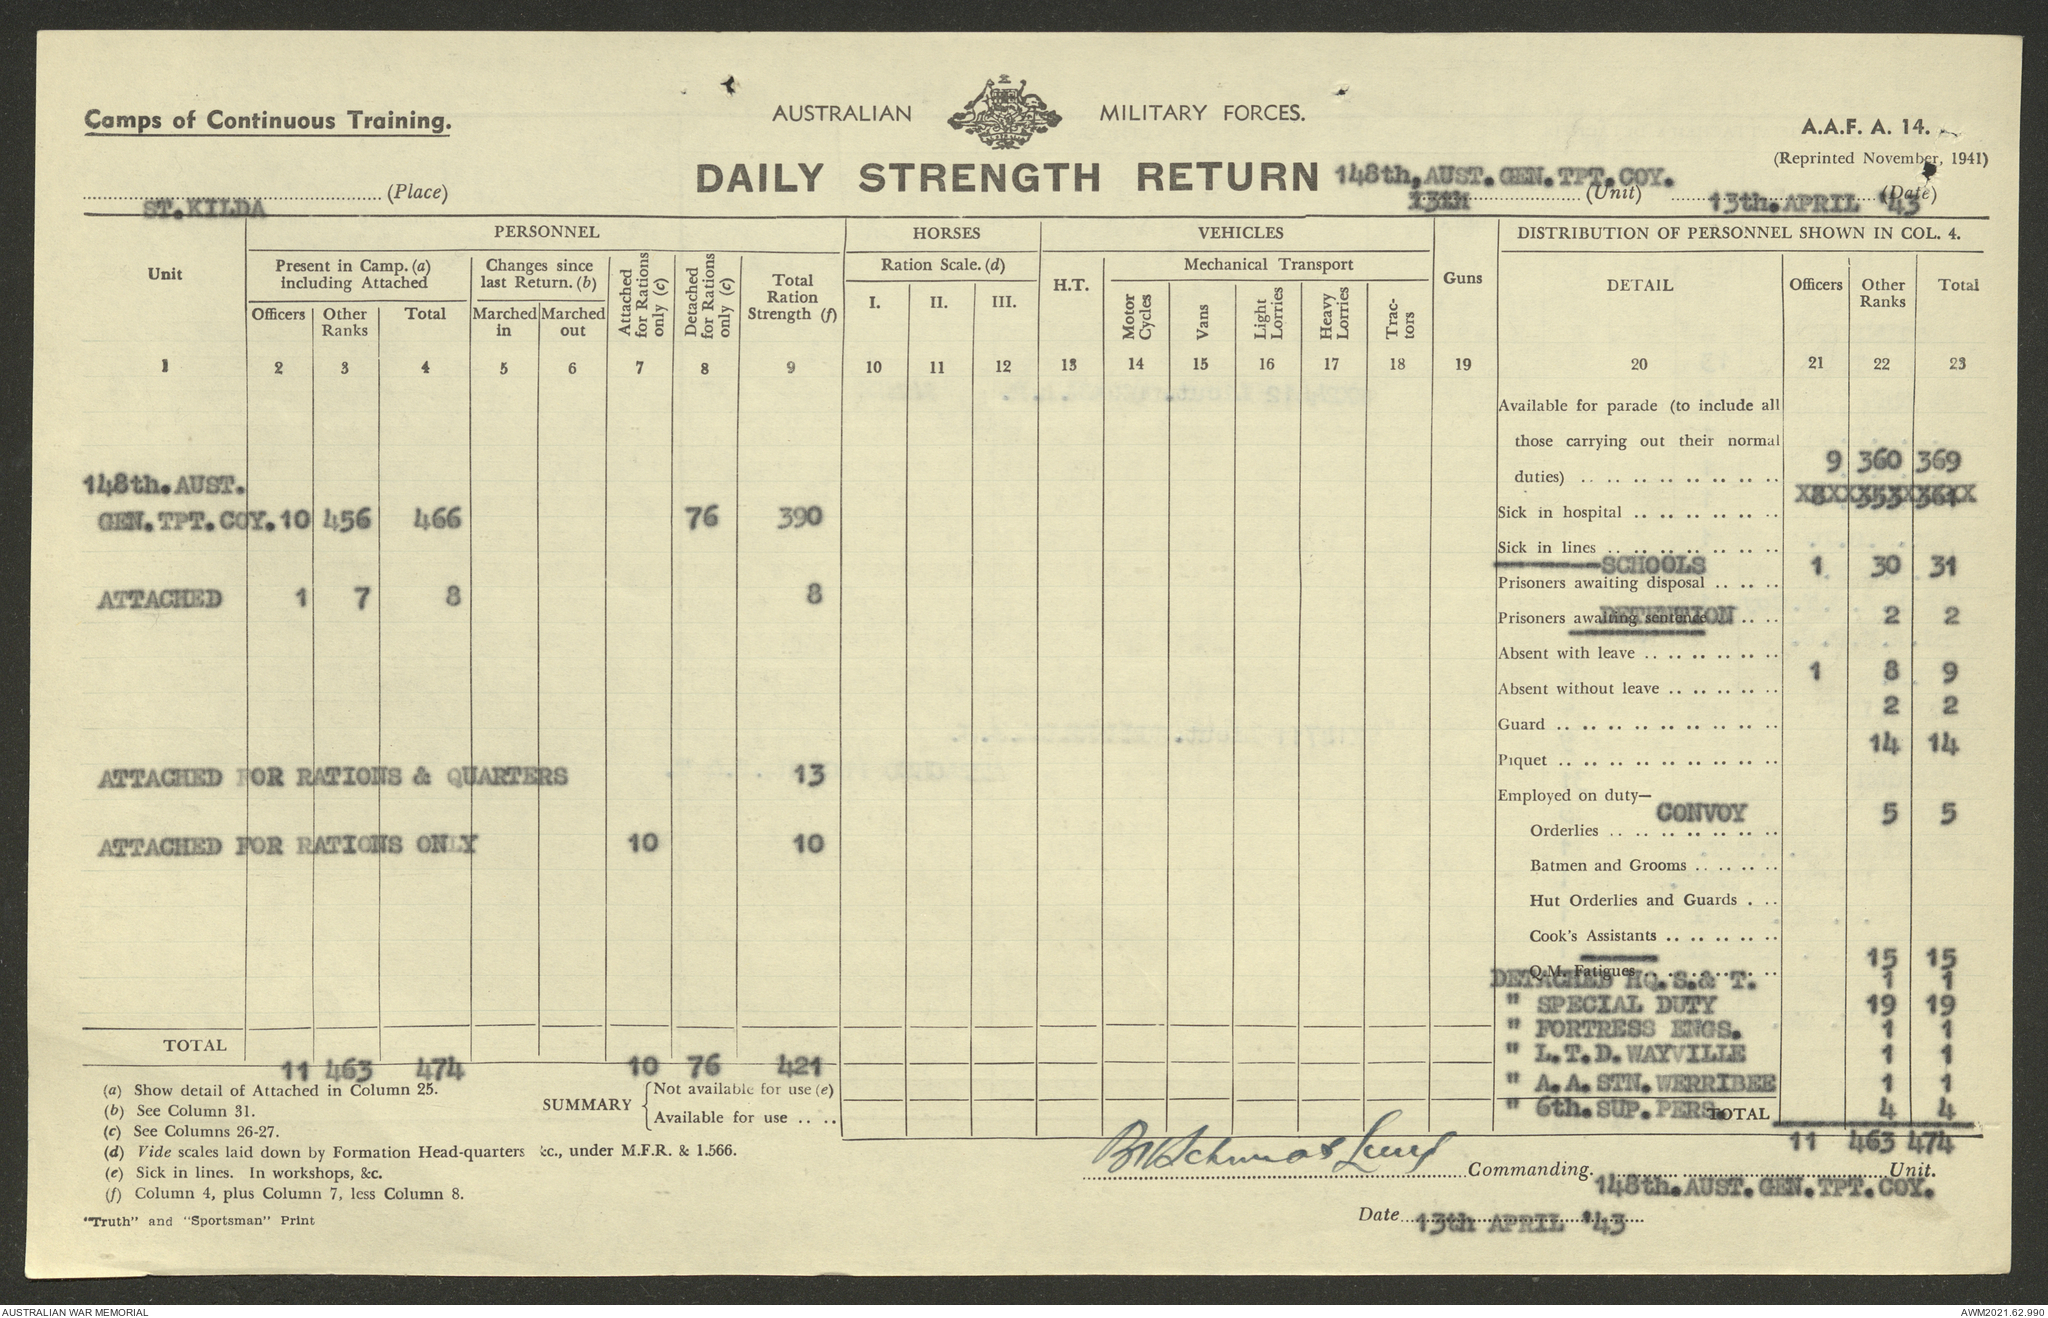 Camps of Continuous Training.
AUSTRALIAN MILITARY FORCES.
A.A.F. A. 14.
(Reprinted November, 1941)
DAILY STRENGTH RETURN 148th.AUST.GEN.TPT.COY. (Unit)
13th
13th.APRIL '43 (Date)
ST.KILDA (Place)
Unit
PERSONNEL
HORSES
VEHICLES
Guns
DISTRIBUTION OF PERSONNEL SHOWN IN COL. 4.
Present in Camp. (a) including Attached
Changes since last Return. (b)
Attached for Rations only (c)
Detached for Rations only (c)
Total Ration Strength (f)
Ration Scale. (d)
H.T.
Mechanical Transport
DETAIL
Officers Other Ranks Total
Officers Other Ranks Total
Marched in Marched out
I. II. III.
Motor Cycles Vans Light Lorries Heavy Lorries Trac-tors
1 2 3 4 5 6 7 8 9 10 11 12 13 14 15 16 17 18 19 20 21 22 23
148th.AUST.
GEN.TPT.COY. 10 456 466 76 390
ATTACHED 1 7 8 8
ATTACHED FOR RATIONS & QUARTERS 13
ATTACHED FOR RATIONS ONLY 10 10
TOTAL 11 463 474 10 76 421
Available for parade (to include all
those carrying out their normal
duties) 9 360 369
8 353 361
Sick in hospital
Sick in lines
SCHOOLS 1 30 31
Prisoners awaiting disposal
Prisoners awaiting sentence DETENTION 2 2
Absent with leave 1 8 9
Absent without leave 2 2
Guard 14 14
Piquet
Employed on duty—
CONVOY 5 5
Orderlies
Batmen and Grooms
Hut Orderlies and Guards
Cook's Assistants 15 15
Q.M. Fatigues
DETACHED HQ.S.& T. 1 1
" SPECIAL DUTY 19 19
" FORTRESS ENGS. 1 1
" L.T.D.WAYVILLE 1 1
" A.A.STN.WERRIBEE 1 1
" 6th.SUP.PERS. 4 4
TOTAL 11 463 474
(a) Show detail of Attached in Column 25.
(b) See Column 31.
(c) See Columns 26-27.
(d) Vide scales laid down by Formation Head-quarters &c., under M.F.R. & 1.566.
(e) Sick in lines. In workshops, &c.
(f) Column 4, plus Column 7, less Column 8.
"Truth" and "Sportsman" Print
SUMMARY
Not available for use (e)
Available for use
Commanding. 148th.AUST.GEN.TPT.COY. Unit.
Date 13th APRIL '43
AUSTRALIAN WAR MEMORIAL
AWM2021.62.990